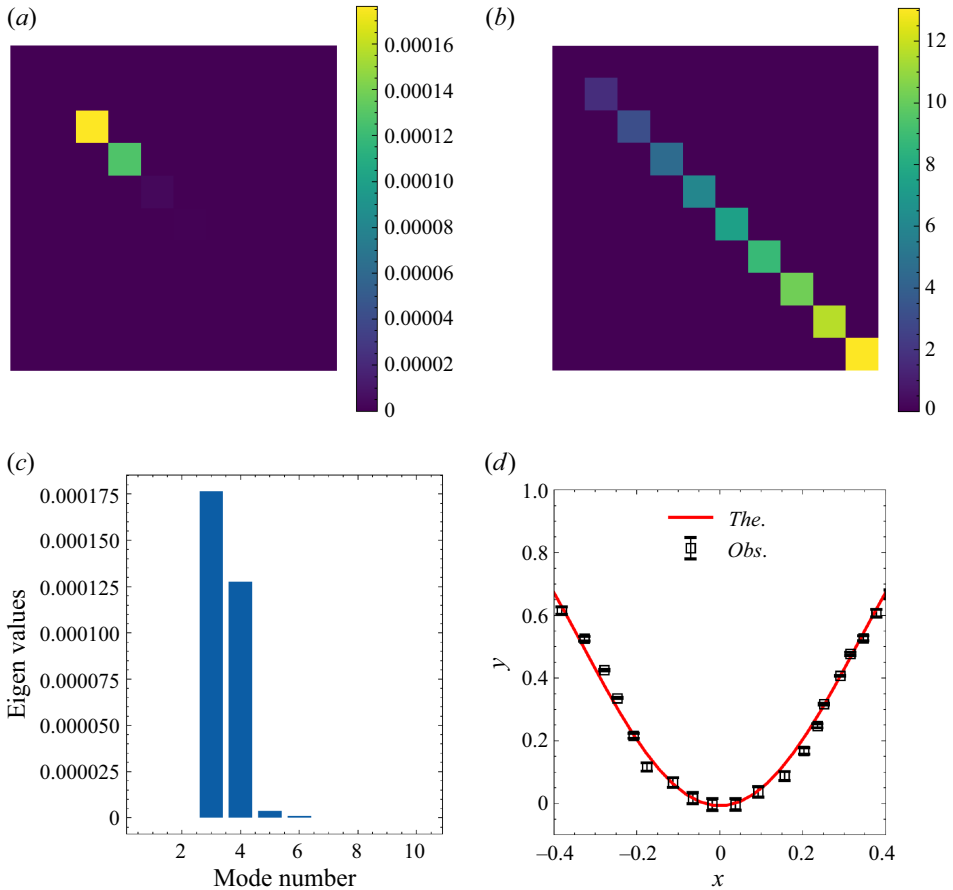 (a)
0.00016
0.00014
0.00012
0.00010
0.00008
0.00006
0.00004
0.00002
0
(b)
12
10
8
6
4
2
0
(c)
0.000175
0.000150
0.000125
0.000100
0.000075
0.000050
0.000025
0
Eigen values
2 4 6 8 10
Mode number
(d)
1.0
0.8
0.6
0.4
0.2
0
y
The.
Obs.
–0.4 –0.2 0 0.2 0.4
x